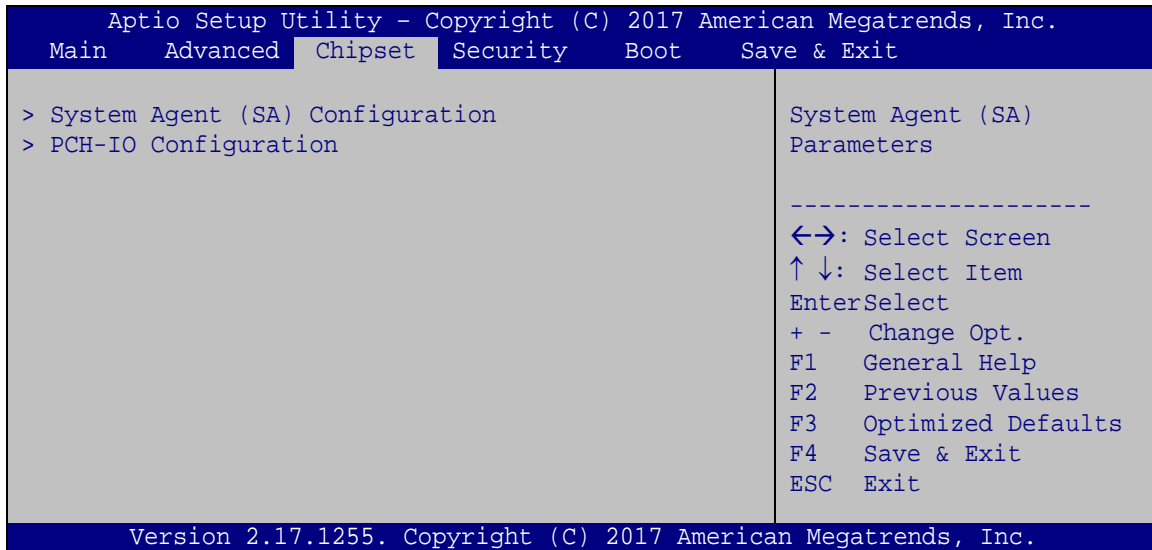 Aptio Setup Utility – Copyright (C) 2017 American Megatrends, Inc.
Main Advanced Chipset Security Boot Save & Exit
> System Agent (SA) Configuration
> PCH-IO Configuration
System Agent (SA)
Parameters
---------------------
←→: Select Screen
↑ ↓: Select Item
EnterSelect
+ - Change Opt.
F1 General Help
F2 Previous Values
F3 Optimized Defaults
F4 Save & Exit
ESC Exit
Version 2.17.1255. Copyright (C) 2017 American Megatrends, Inc.